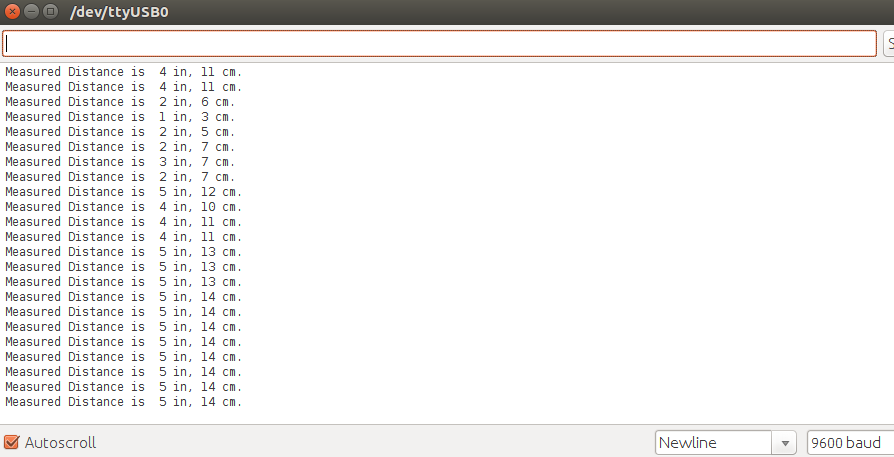 /dev/ttyUSB0
S
Measured Distance is  4 in, 11 cm.
Measured Distance is  4 in, 11 cm.
Measured Distance is  2 in, 6 cm.
Measured Distance is  1 in, 3 cm.
Measured Distance is  2 in, 5 cm.
Measured Distance is  2 in, 7 cm.
Measured Distance is  3 in, 7 cm.
Measured Distance is  2 in, 7 cm.
Measured Distance is  5 in, 12 cm.
Measured Distance is  4 in, 10 cm.
Measured Distance is  4 in, 11 cm.
Measured Distance is  4 in, 11 cm.
Measured Distance is  5 in, 13 cm.
Measured Distance is  5 in, 13 cm.
Measured Distance is  5 in, 13 cm.
Measured Distance is  5 in, 14 cm.
Measured Distance is  5 in, 14 cm.
Measured Distance is  5 in, 14 cm.
Measured Distance is  5 in, 14 cm.
Measured Distance is  5 in, 14 cm.
Measured Distance is  5 in, 14 cm.
Measured Distance is  5 in, 14 cm.
Measured Distance is  5 in, 14 cm.
Autoscroll
Newline
9600 baud